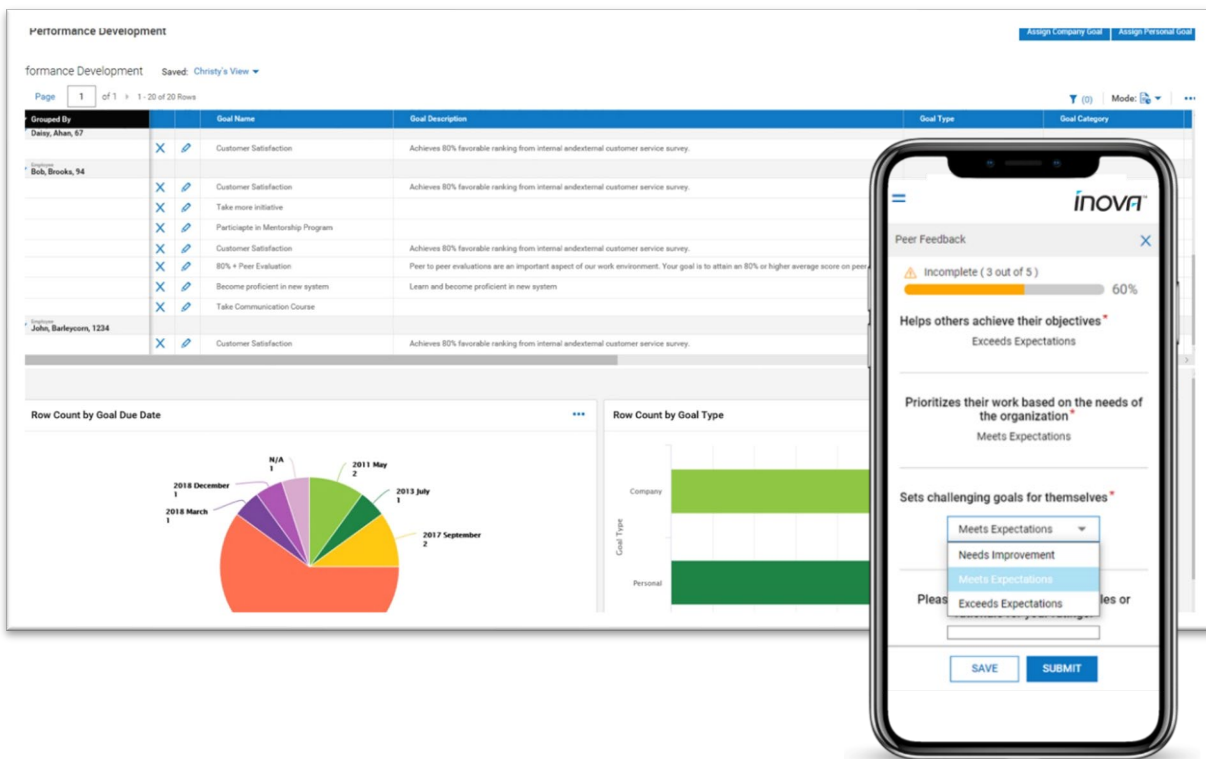 Performance Development
Assign Company Goal
Assign Personal Goal
formance Development Saved: Christy's View
Page 1 of 1 1 - 20 of 20 Rows
(0) Mode:
Grouped By Goal Name Goal Description Goal Type Goal Category
Daisy, Ahan, 67
Customer Satisfaction Achieves 80% favorable ranking from internal andexternal customer service survey.
Employee
Bob, Brooks, 94
Customer Satisfaction Achieves 80% favorable ranking from internal andexternal customer service survey.
Take more initiative
Particiapte in Mentorship Program
Customer Satisfaction Achieves 80% favorable ranking from internal andexternal customer service survey.
80% + Peer Evaluation Peer to peer evaluations are an important aspect of our work environment. Your goal is to attain an 80% or higher average score on peer
Become proficient in new system Learn and become proficient in new system
Take Communication Course
Employee
John, Barleycorn, 1234
Customer Satisfaction Achieves 80% favorable ranking from internal andexternal customer service survey.
Row Count by Goal Due Date
N/A
1
2011 May
2
2013 July
1
2017 September
2
2018 December
1
2018 March
1
Row Count by Goal Type
Goal Type
Company
Personal
inova
Peer Feedback
Incomplete ( 3 out of 5 )
60%
Helps others achieve their objectives *
Exceeds Expectations
Prioritizes their work based on the needs of
the organization *
Meets Expectations
Sets challenging goals for themselves *
Meets Expectations
Needs Improvement
Meets Expectations
Exceeds Expectations
SAVE
SUBMIT